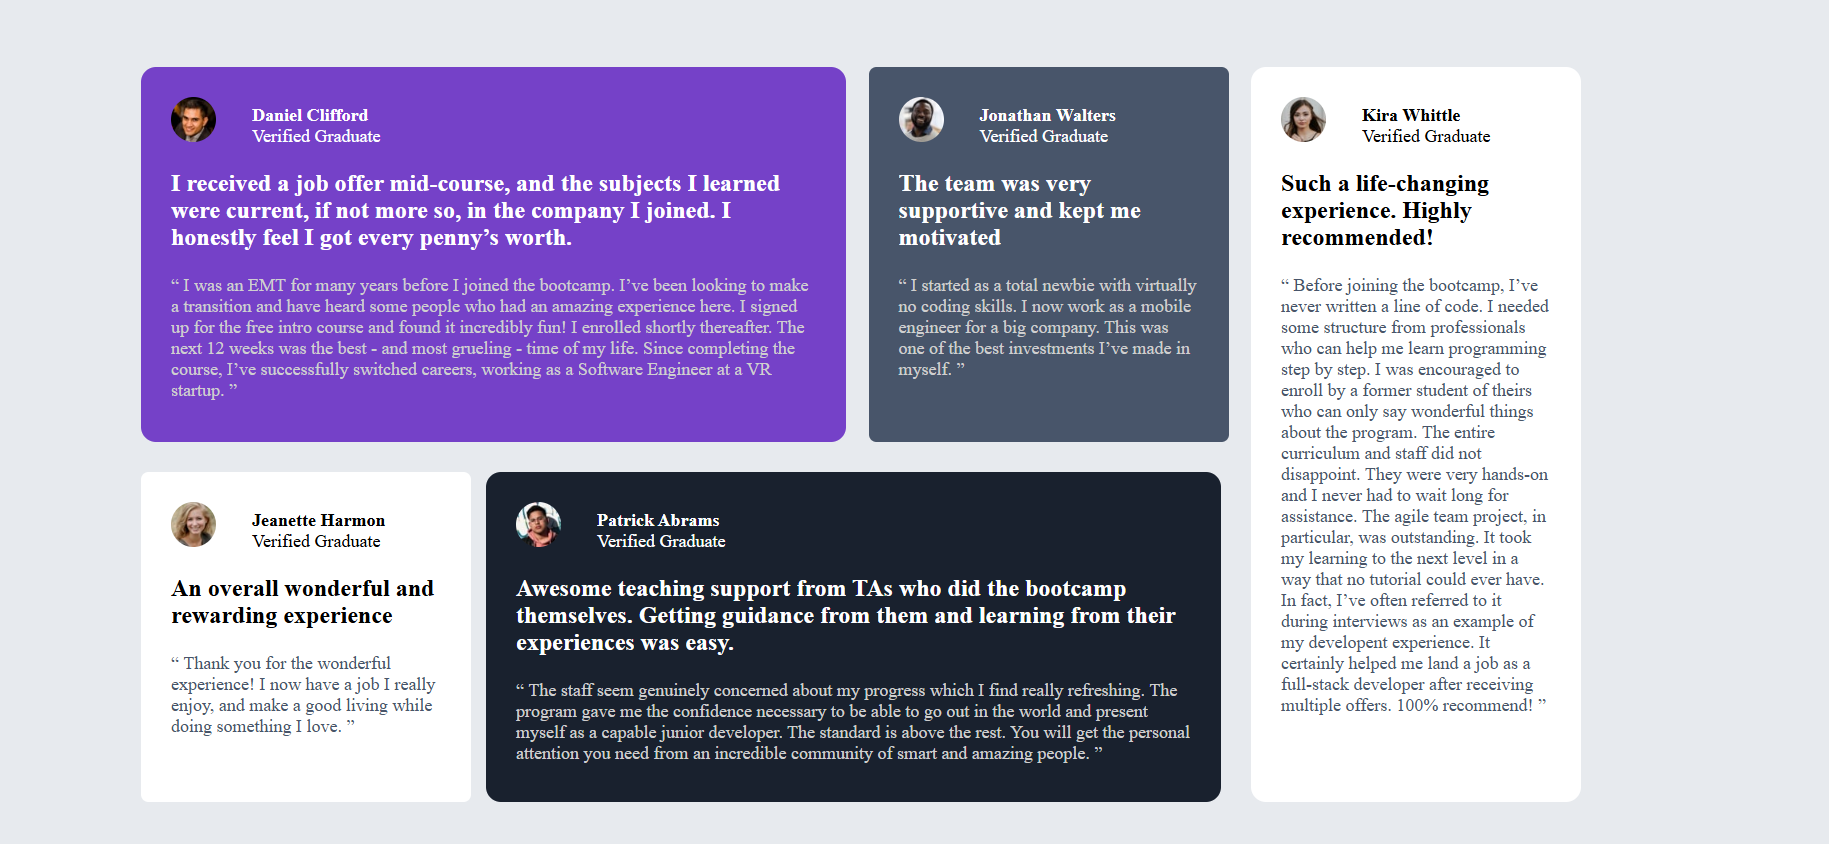 Daniel Clifford
Verified Graduate
I received a job offer mid-course, and the subjects I learned
were current, if not more so, in the company I joined. I
honestly feel I got every penny’s worth.
“ I was an EMT for many years before I joined the bootcamp. I’ve been looking to make
a transition and have heard some people who had an amazing experience here. I signed
up for the free intro course and found it incredibly fun! I enrolled shortly thereafter. The
next 12 weeks was the best - and most grueling - time of my life. Since completing the
course, I’ve successfully switched careers, working as a Software Engineer at a VR
startup. ”
Jonathan Walters
Verified Graduate
The team was very
supportive and kept me
motivated
“ I started as a total newbie with virtually
no coding skills. I now work as a mobile
engineer for a big company. This was
one of the best investments I’ve made in
myself. ”
Kira Whittle
Verified Graduate
Such a life-changing
experience. Highly
recommended!
“ Before joining the bootcamp, I’ve
never written a line of code. I needed
some structure from professionals
who can help me learn programming
step by step. I was encouraged to
enroll by a former student of theirs
who can only say wonderful things
about the program. The entire
curriculum and staff did not
disappoint. They were very hands-on
and I never had to wait long for
assistance. The agile team project, in
particular, was outstanding. It took
my learning to the next level in a
way that no tutorial could ever have.
In fact, I’ve often referred to it
during interviews as an example of
my developent experience. It
certainly helped me land a job as a
full-stack developer after receiving
multiple offers. 100% recommend! ”
Jeanette Harmon
Verified Graduate
An overall wonderful and
rewarding experience
“ Thank you for the wonderful
experience! I now have a job I really
enjoy, and make a good living while
doing something I love. ”
Patrick Abrams
Verified Graduate
Awesome teaching support from TAs who did the bootcamp
themselves. Getting guidance from them and learning from their
experiences was easy.
“ The staff seem genuinely concerned about my progress which I find really refreshing. The
program gave me the confidence necessary to be able to go out in the world and present
myself as a capable junior developer. The standard is above the rest. You will get the personal
attention you need from an incredible community of smart and amazing people. ”